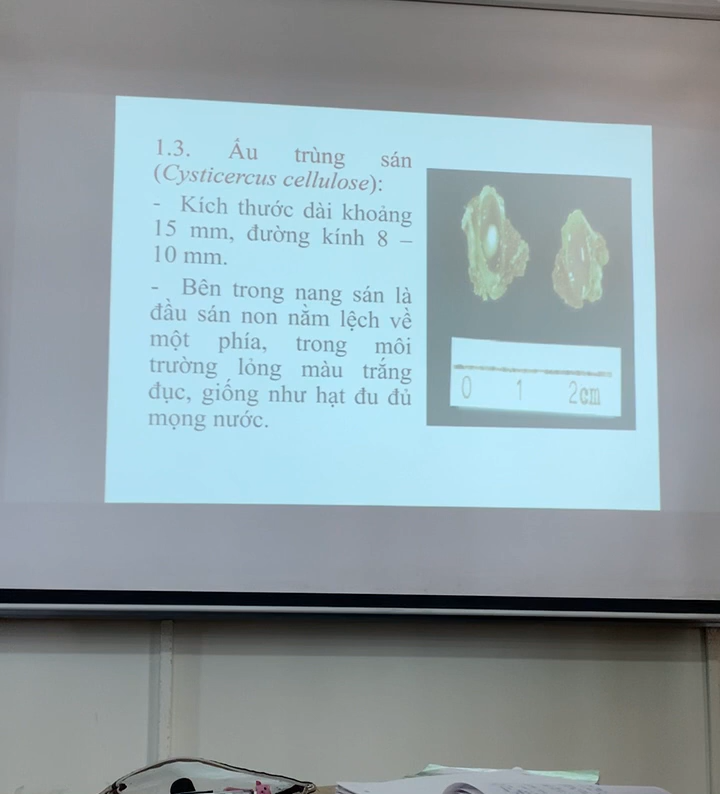 1.3. Ấu trùng sán
(Cysticercus cellulose):
- Kích thước dài khoảng
15 mm, đường kính 8 –
10 mm.
- Bên trong nang sán là
đầu sán non nằm lệch về
một phía, trong môi
trường lỏng màu trắng
đục, giống như hạt đu đủ
mọng nước.
0 1 2cm